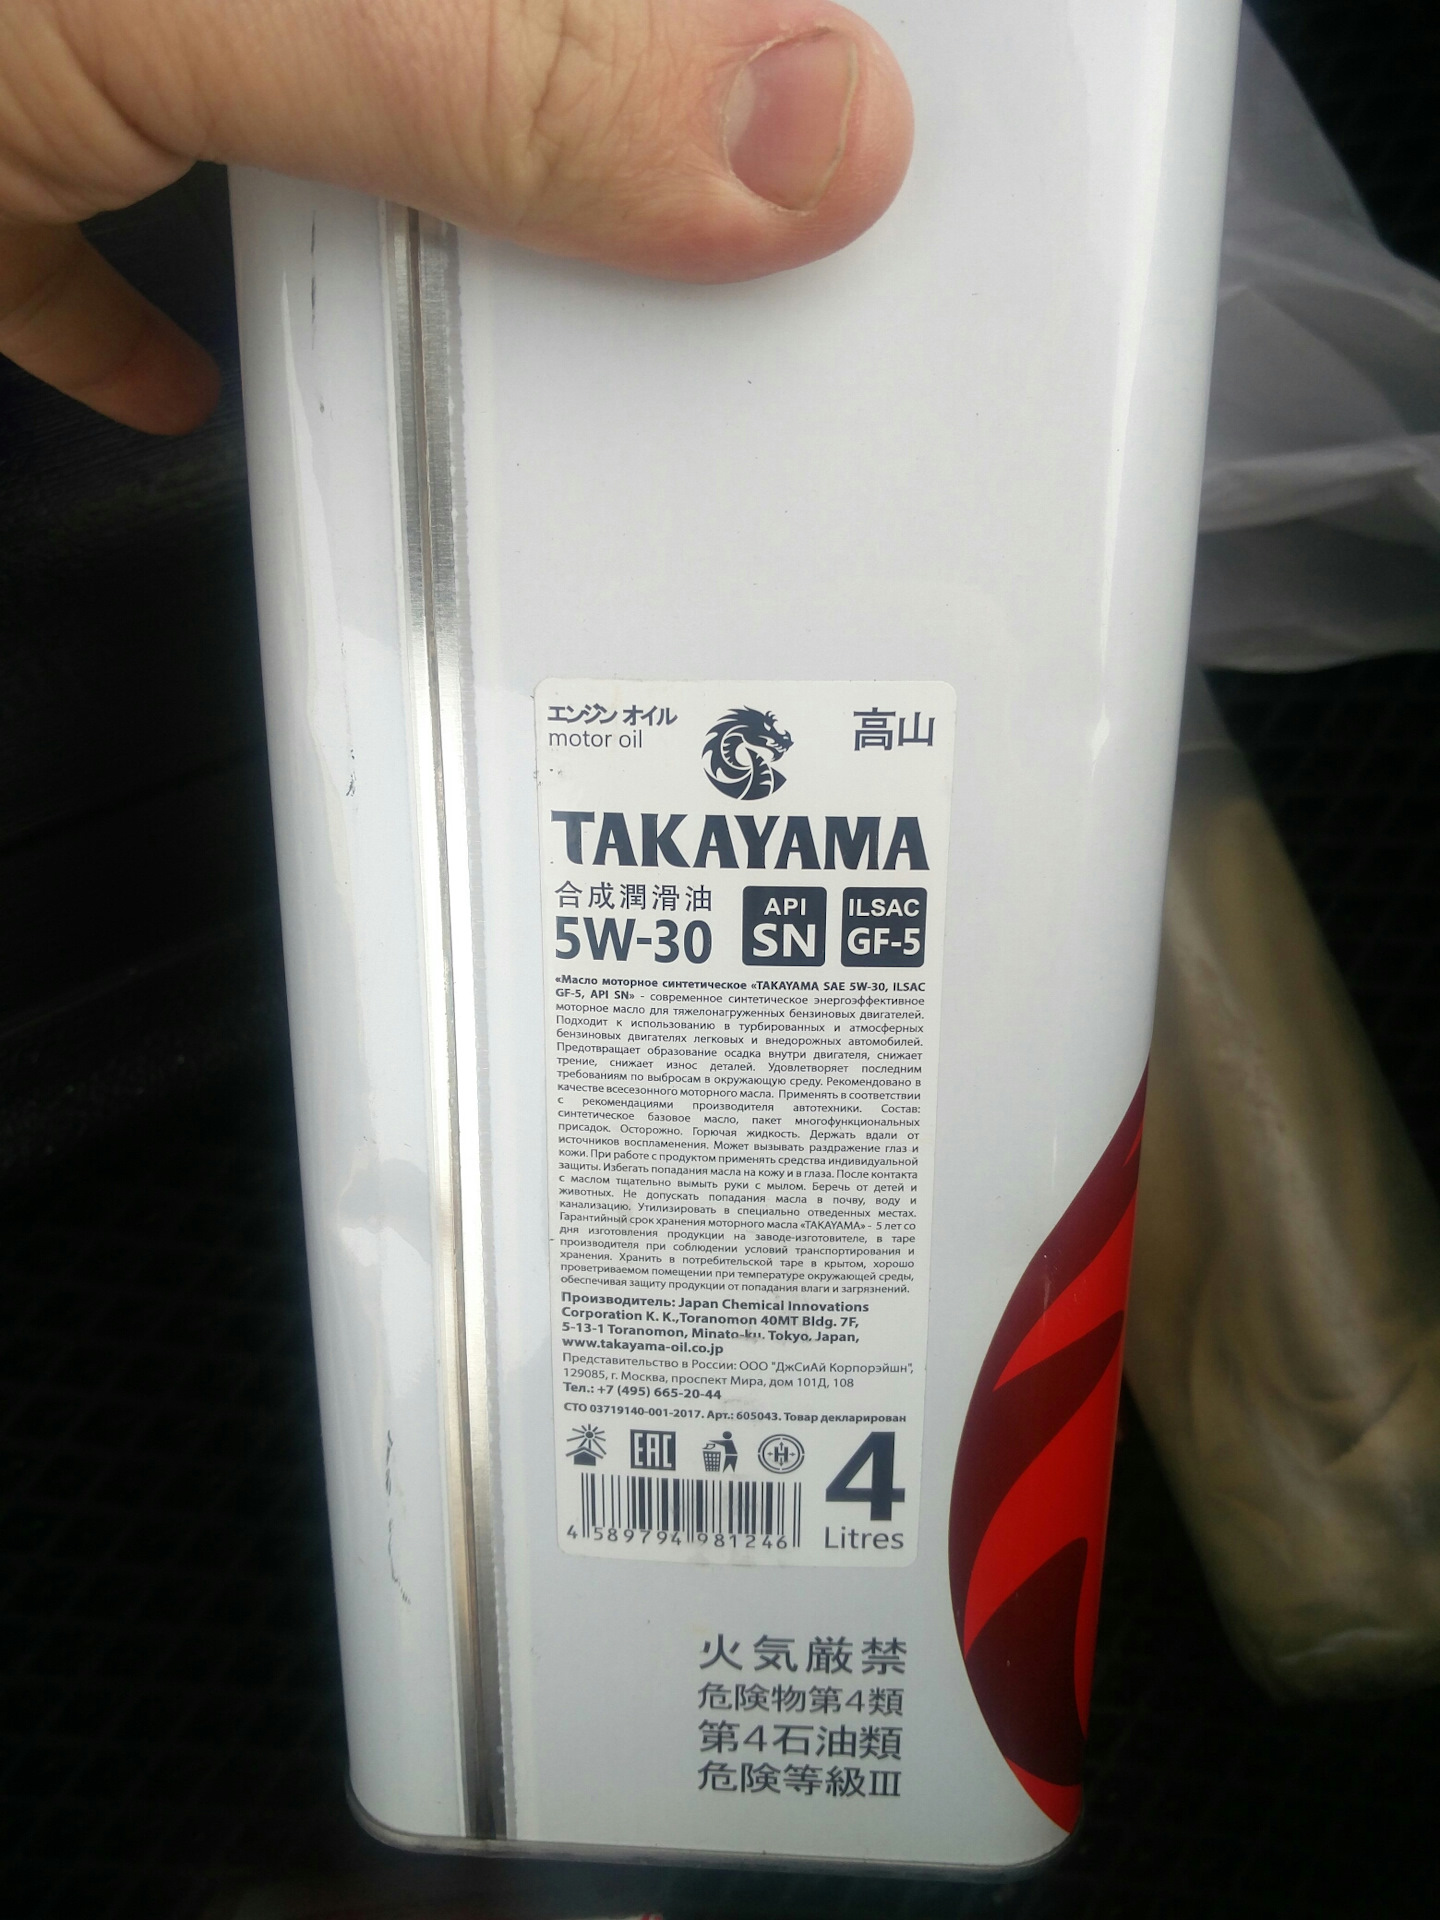 エンジン オイル
motor oil
高山
TAKAYAMA
合成潤滑油
5W-30
API
SN
ILSAC
GF-5
«Масло моторное синтетическое «TAKAYAMA SAE 5W-30, ILSAC
GF-5, API SN» - современное синтетическое энергоэффективное
моторное масло для тяжелонагруженных бензиновых двигателей.
Подходит к использованию в турбированных и атмосферных
бензиновых двигателях легковых и внедорожных автомобилей.
Предотвращает образование осадка внутри двигателя, снижает
трение, снижает износ деталей. Удовлетворяет последним
требованиям по выбросам в окружающую среду. Рекомендовано в
качестве всесезонного моторного масла. Применять в соответствии
с рекомендациями производителя автотехники. Состав:
синтетическое базовое масло, пакет многофункциональных
присадок. Осторожно. Горючая жидкость. Держать вдали от
источников воспламенения. Может вызывать раздражение глаз и
кожи. При работе с продуктом применять средства индивидуальной
защиты. Избегать попадания масла на кожу и в глаза. После контакта
с маслом тщательно вымыть руки с мылом. Беречь от детей и
животных. Не допускать попадания масла в почву, воду и
канализацию. Утилизировать в специально отведенных местах.
Гарантийный срок хранения моторного масла «TAKAYAMA» - 5 лет со
дня изготовления продукции на заводе-изготовителе, в таре
производителя при соблюдении условий транспортирования и
хранения. Хранить в потребительской таре в крытом, хорошо
проветриваемом помещении при температуре окружающей среды,
обеспечивая защиту продукции от попадания влаги и загрязнений.
Производитель: Japan Chemical Innovations
Corporation K. K.,Toranomon 40MT Bldg. 7F,
5-13-1 Toranomon, Minato-ku. Tokyo, Japan,
www.takayama-oil.co.jp
Представительство в России: ООО "ДжСиАй Корпорэйшн",
129085, г. Москва, проспект Мира, дом 101Д, 108
Тел.: +7 (495) 665-20-44
СТО 03719140-001-2017. Арт.: 605043. Товар декларирован
EAC
H
4
Litres
4 589794 981246
火気厳禁
危険物第4類
第4石油類
危険等級III